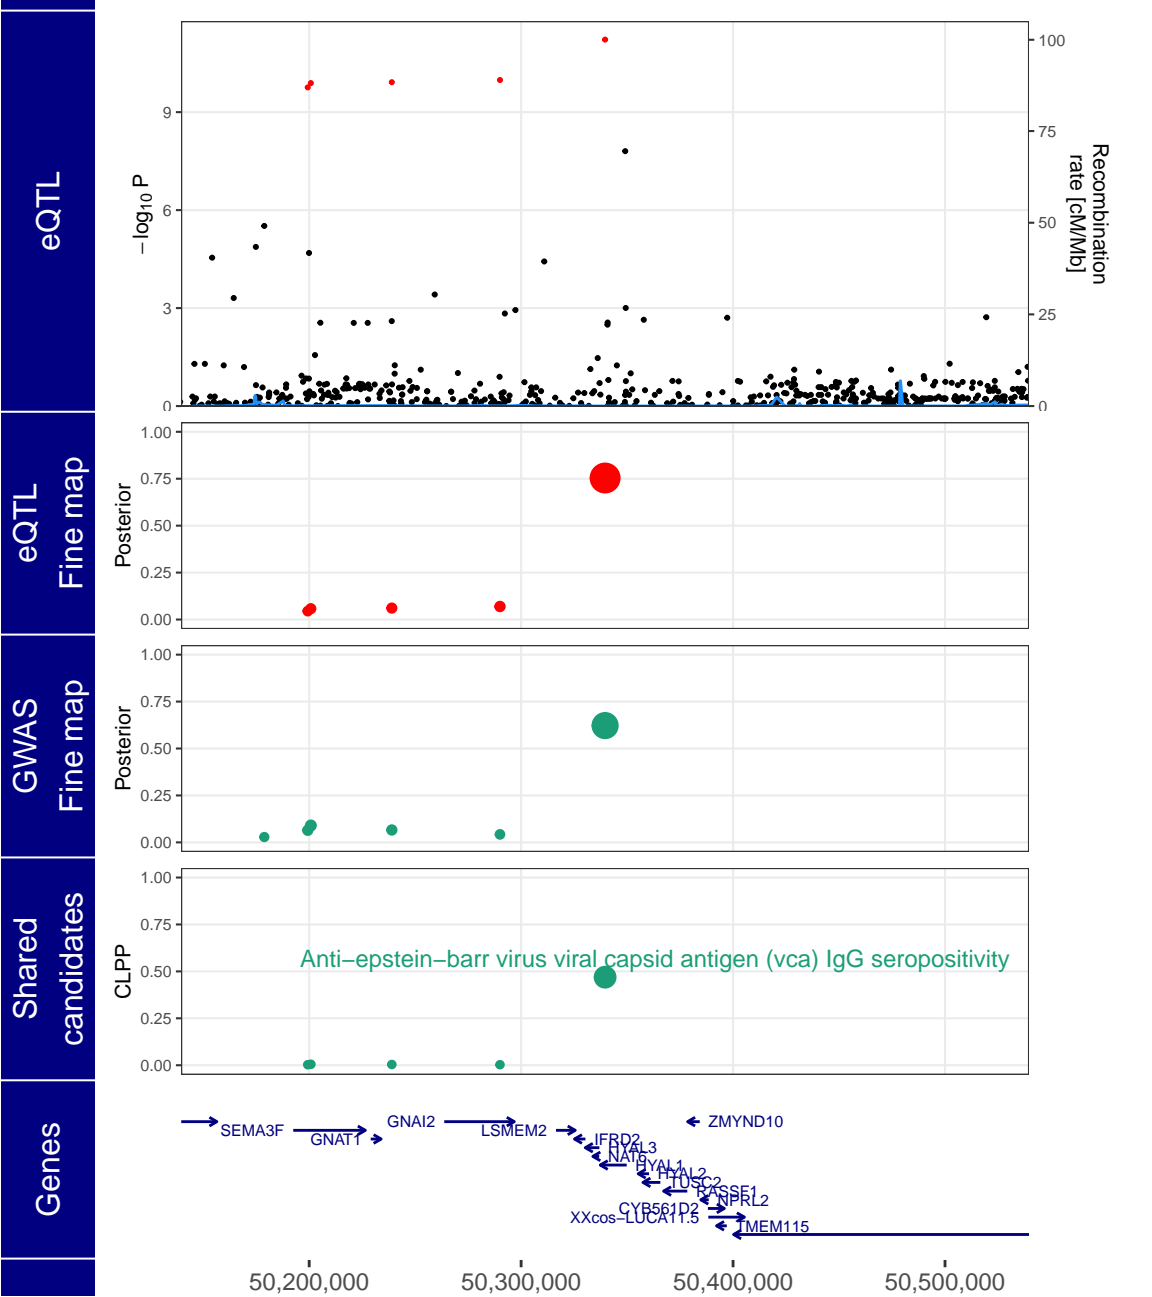 eQTL
−log10 P
9
6
3
0
100
75
50
25
0
Recombination
rate [cM/Mb]
eQTL
Fine map
Posterior
1.00
0.75
0.50
0.25
0.00
GWAS
Fine map
Posterior
1.00
0.75
0.50
0.25
0.00
Shared
candidates
CLPP
1.00
0.75
0.50
0.25
0.00
Anti−epstein−barr virus viral capsid antigen (vca) IgG seropositivity
Genes
GNAI2
ZMYND10
SEMA3F
LSMEM2
GNAT1
IFRD2
HYAL3
NAT6
HYAL1
HYAL2
TUSC2
RASSF1
NPRL2
CYB561D2
XXcos−LUCA11.5
TMEM115
50,200,000
50,300,000
50,400,000
50,500,000